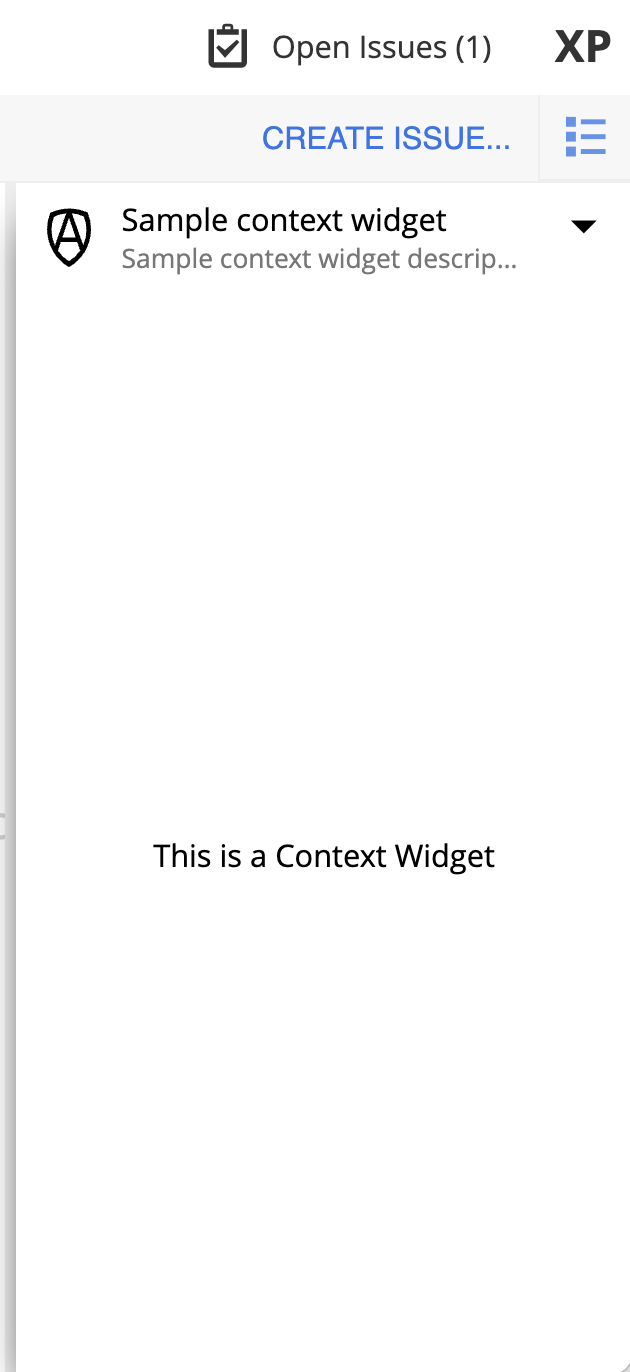 Open Issues (1)
XP
CREATE ISSUE...
Sample context widget
Sample context widget descrip...
This is a Context Widget